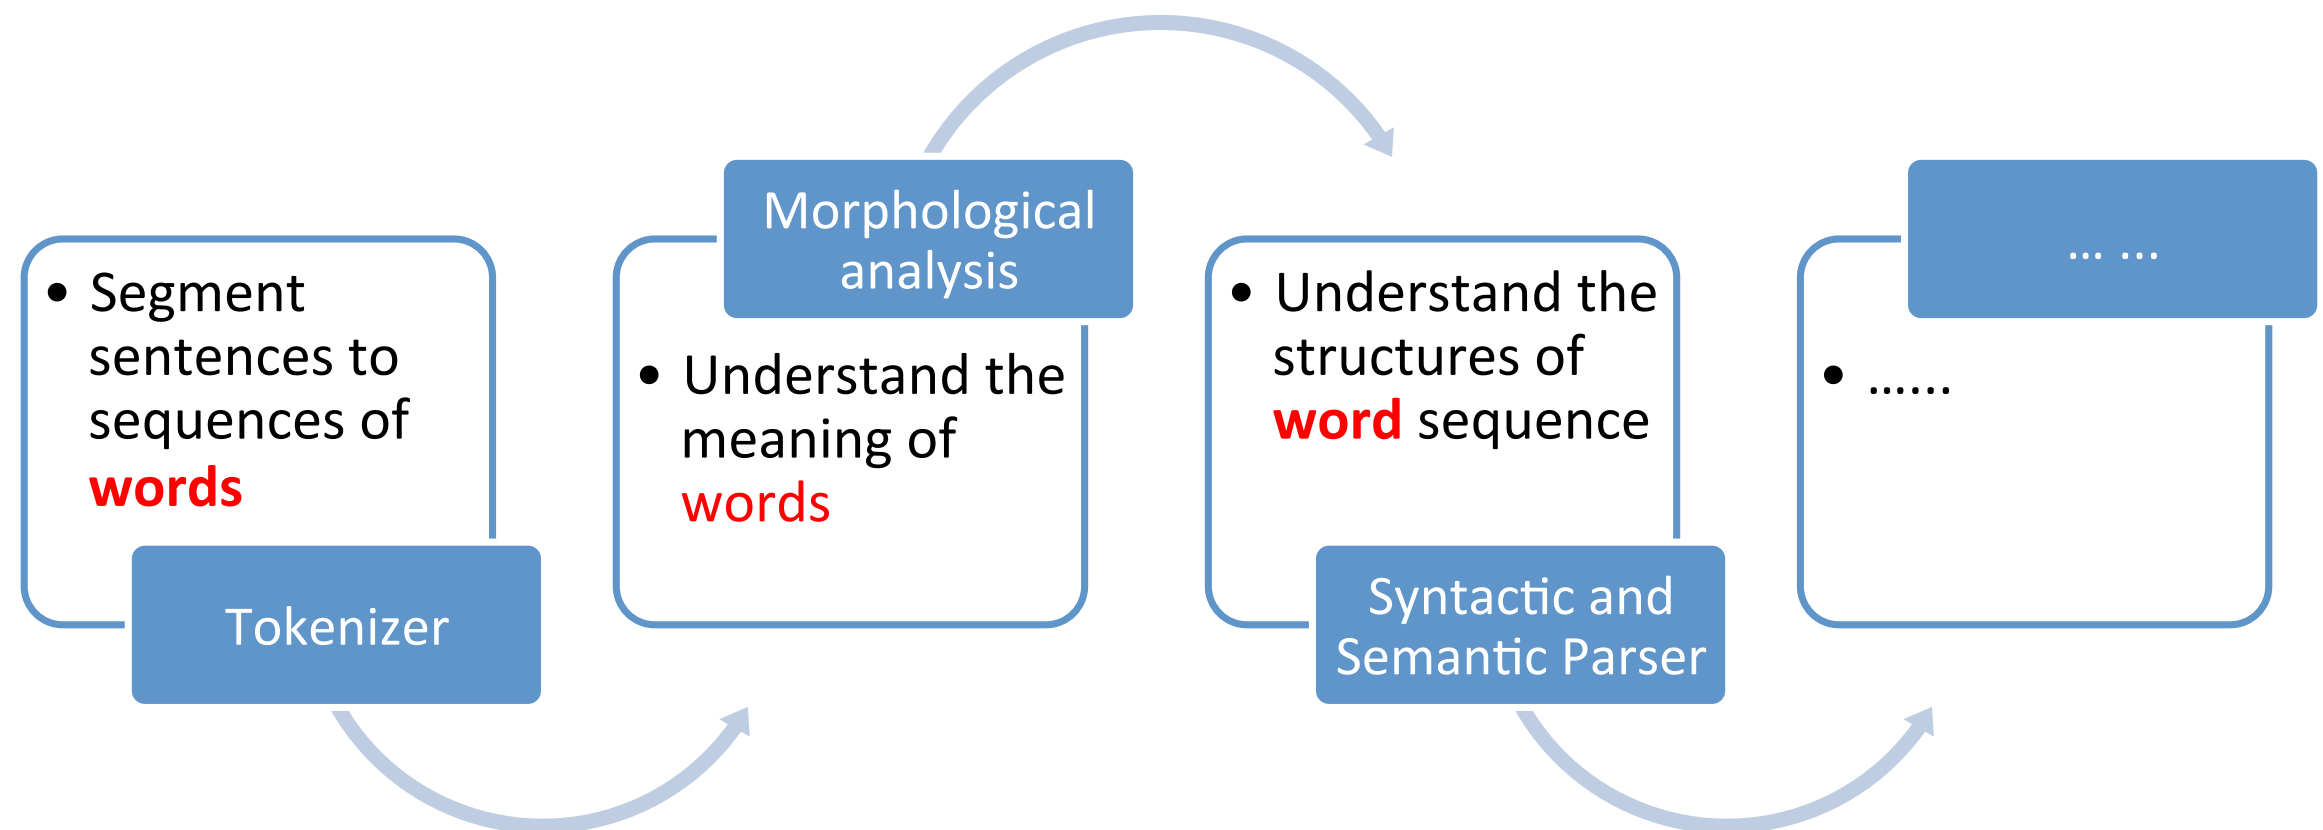 • Segment
sentences to
sequences of
words
Tokenizer
Morphological
analysis
• Understand the
meaning of
words
• Understand the
structures of
word sequence
Syntactic and
Semantic Parser
... ...
• ......